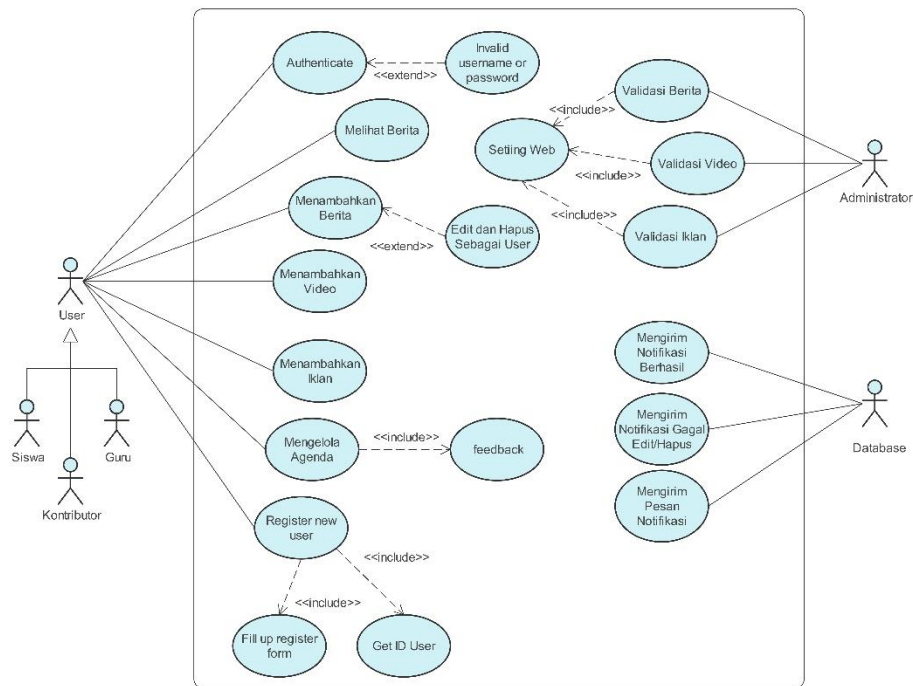 Authenticate
<<extend>>
Invalid
username or
password
Melihat Berita
Menambahkan
Berita
<<extend>>
Edit dan Hapus
Sebagai User
Menambahkan
Video
Menambahkan
Iklan
Mengelola
Agenda
<<include>>
feedback
Register new
user
<<include>>
<<include>>
Fill up register
form
Get ID User
User
Siswa
Guru
Kontributor
Setiing Web
<<include>>
Validasi Berita
<<include>>
Validasi Video
<<include>>
Validasi Iklan
Administrator
Mengirim
Notifikasi
Berhasil
Mengirim
Notifikasi Gagal
Edit/Hapus
Mengirim
Pesan
Notifikasi
Database